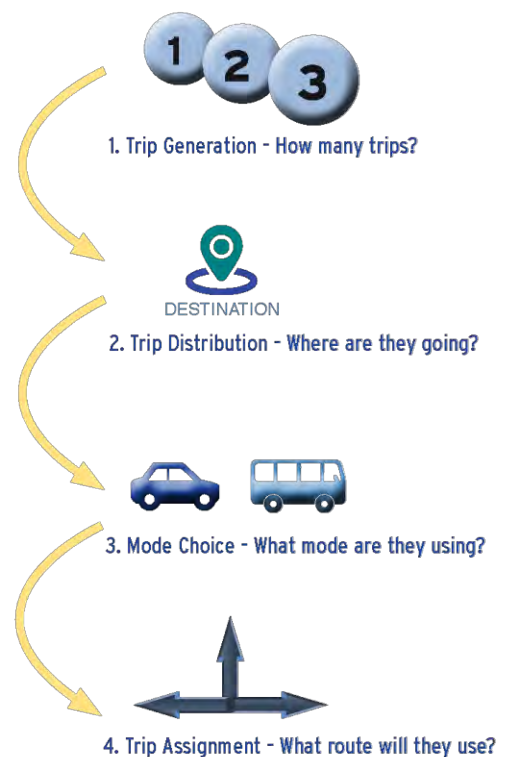 1 2 3
1. Trip Generation - How many trips?
DESTINATION
2. Trip Distribution - Where are they going?
3. Mode Choice - What mode are they using?
4. Trip Assignment - What route will they use?